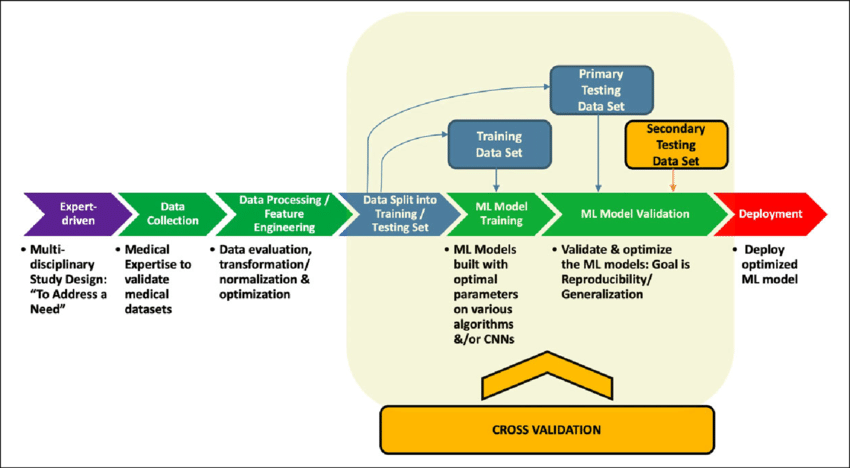 Primary
Testing
Data Set
Training
Data Set
Secondary
Testing
Data Set
Expert-
driven
Data
Collection
Data Processing /
Feature
Engineering
Data Split into
Training /
Testing Set
ML Model
Training
ML Model Validation
Deployment
• Multi-
disciplinary
Study Design:
“To Address a
Need”
• Medical
Expertise to
validate
medical
datasets
• Data evaluation,
transformation/
normalization &
optimization
• ML Models
built with
optimal
parameters
on various
algorithms
&/or CNNs
• Validate & optimize
the ML models: Goal is
Reproducibility/
Generalization
• Deploy
optimized
ML model
CROSS VALIDATION